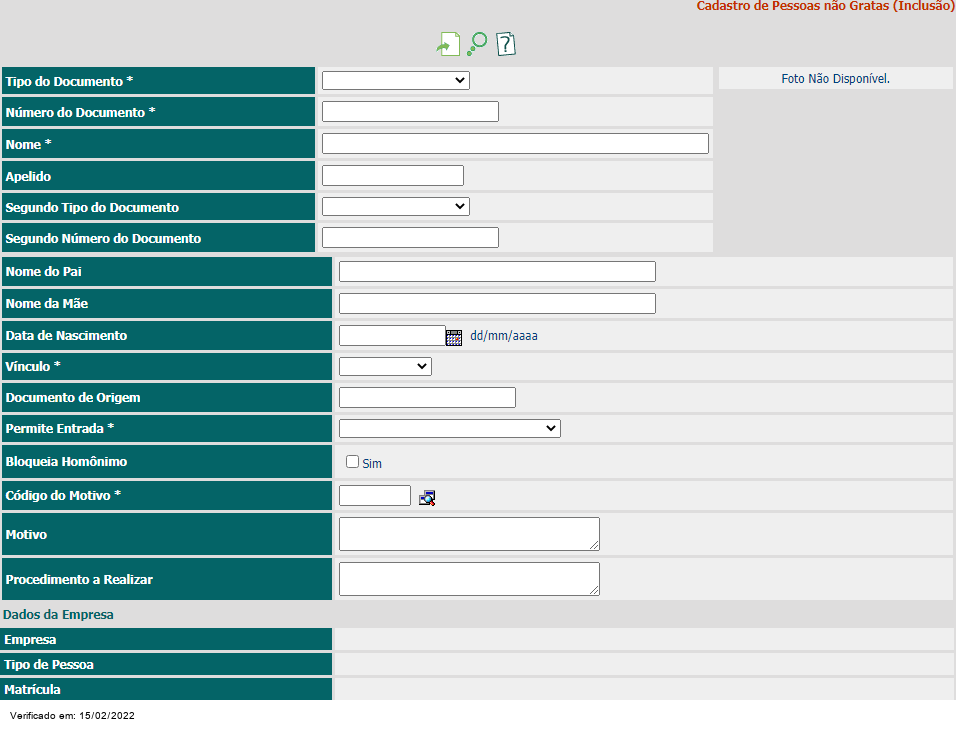 Cadastro de Pessoas não Gratas (Inclusão)
Tipo do Documento *
Foto Não Disponível.
Número do Documento *
Nome *
Apelido
Segundo Tipo do Documento
Segundo Número do Documento
Nome do Pai
Nome da Mãe
Data de Nascimento dd/mm/aaaa
Vínculo *
Documento de Origem
Permite Entrada *
Bloqueia Homônimo Sim
Código do Motivo *
Motivo
Procedimento a Realizar
Dados da Empresa
Empresa
Tipo de Pessoa
Matrícula
Verificado em: 15/02/2022